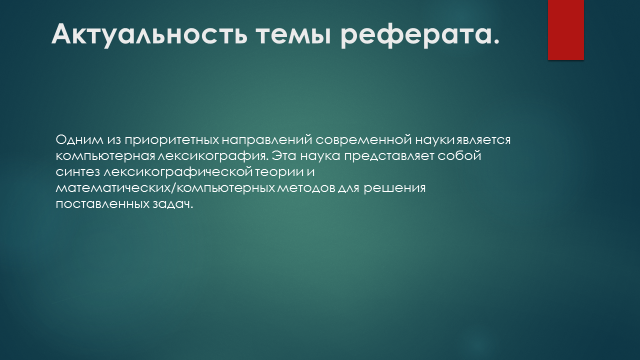 Актуальность темы реферата.
Одним из приоритетных направлений современной науки является
компьютерная лексикография. Эта наука представляет собой
синтез лексикографической теории и
математических/компьютерных методов для решения
поставленных задач.